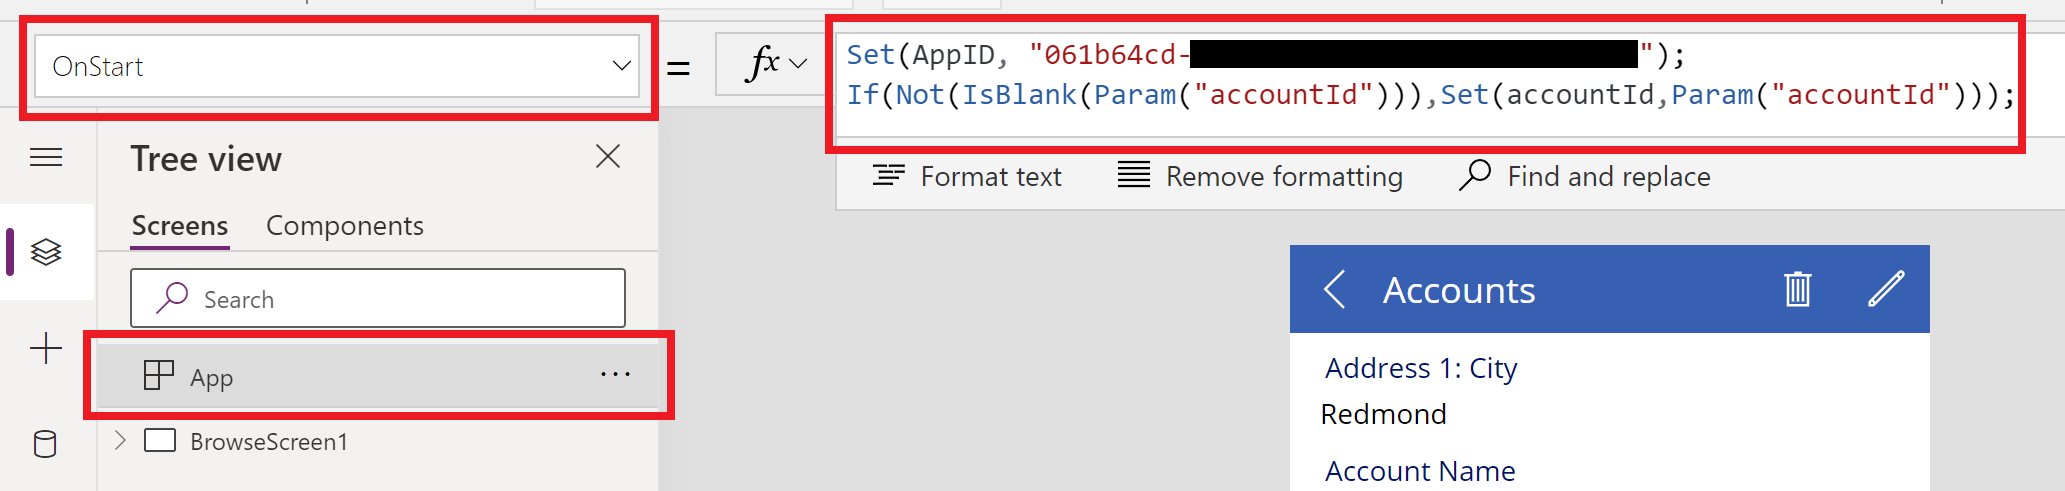 OnStart
=
fx
Set(AppID, "061b64cd-");
If(Not(IsBlank(Param("accountId"))),Set(accountId,Param("accountId")));
Format text
Remove formatting
Find and replace
Tree view
Screens
Components
Search
App
BrowseScreen1
Accounts
Address 1: City
Redmond
Account Name